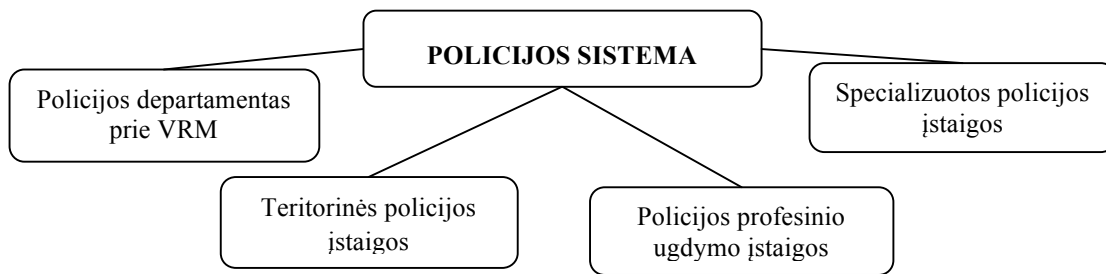 POLICIJOS SISTEMA
Policijos departamentas
prie VRM
Specializuotos policijos
įstaigos
Teritorinės policijos
įstaigos
Policijos profesinio
ugdymo įstaigos